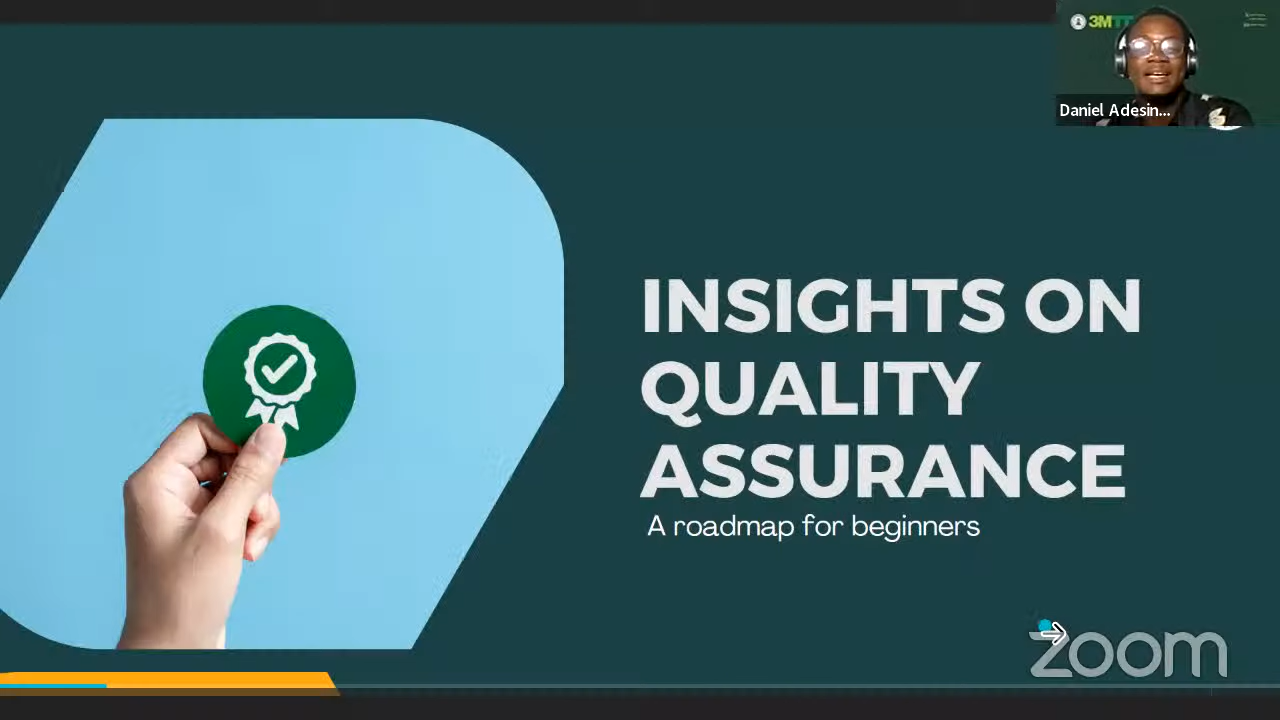 3MTT
Daniel Adesin...
INSIGHTS ON
QUALITY
ASSURANCE
A roadmap for beginners
zoom